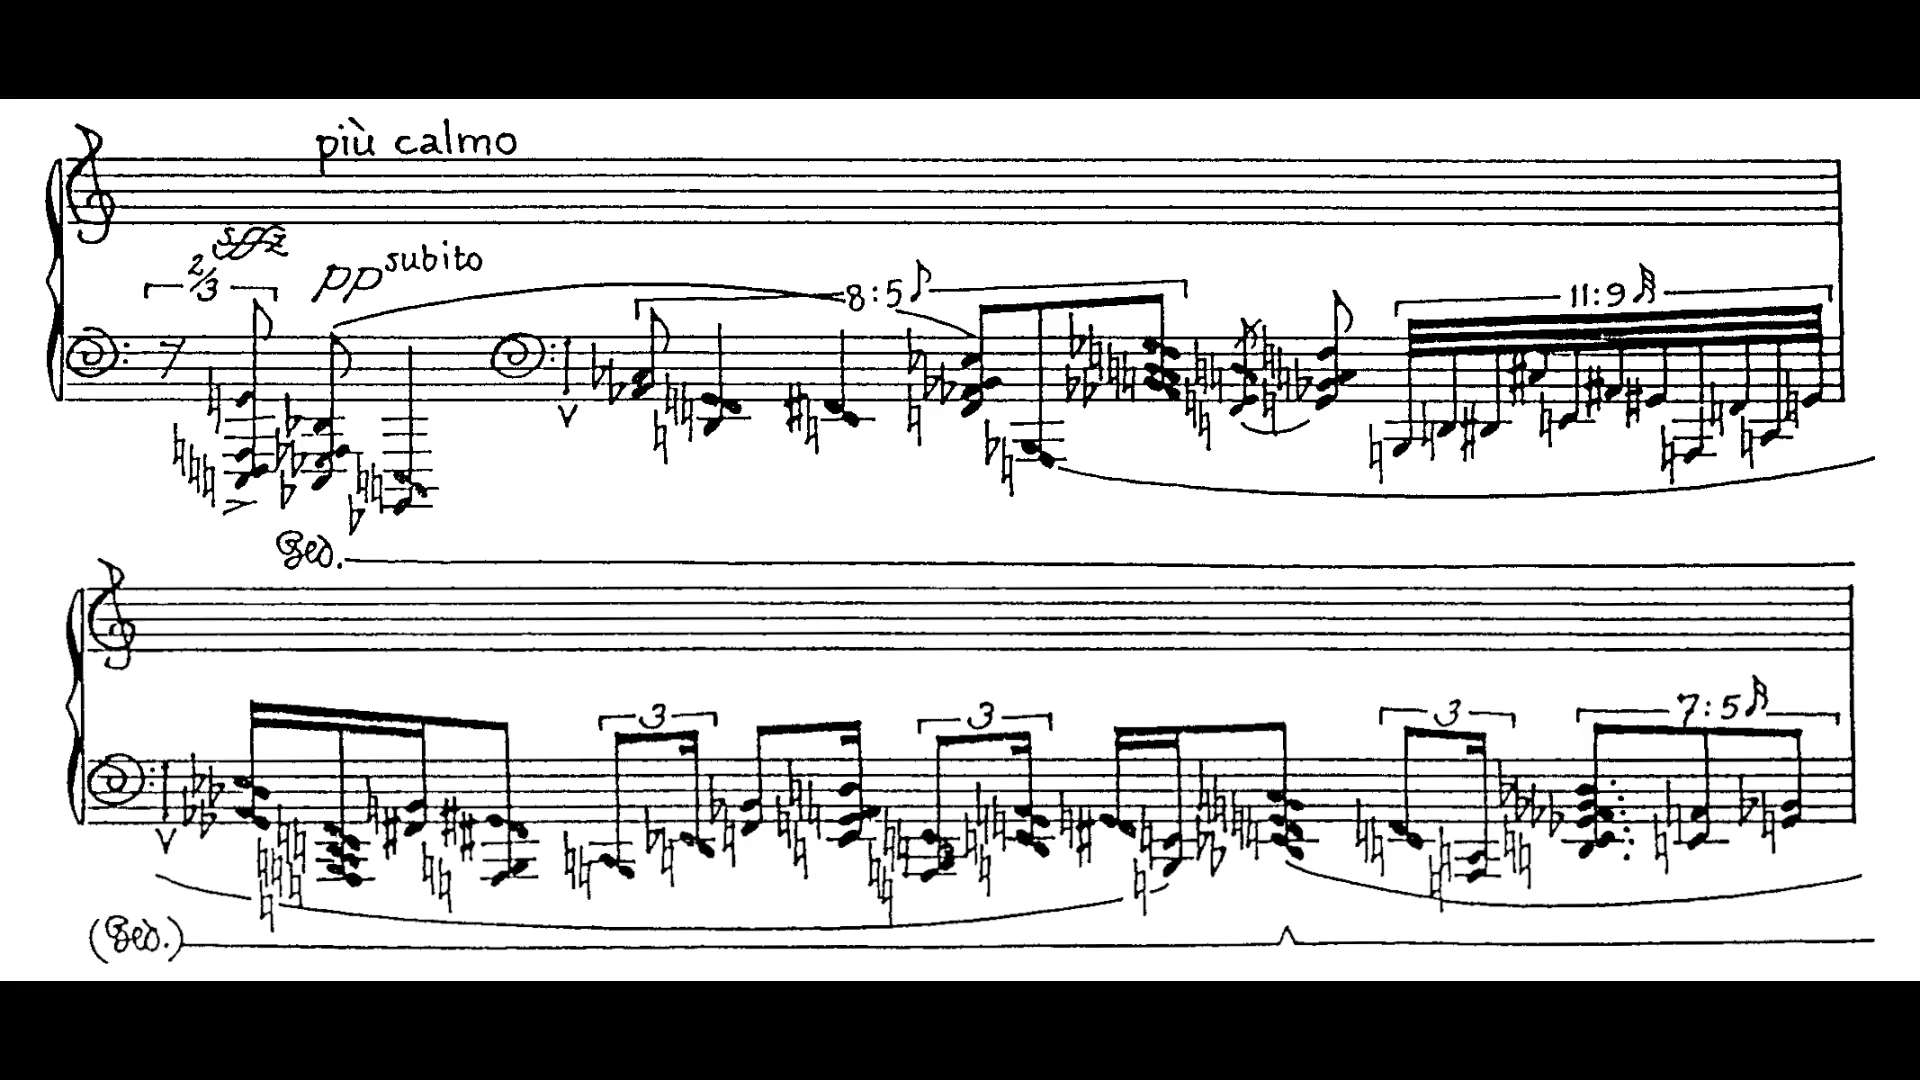 più calmo
sffz
2/3
pp subito
8:5
11:9
Ped.
3
3
3
7:5
(Ped.)